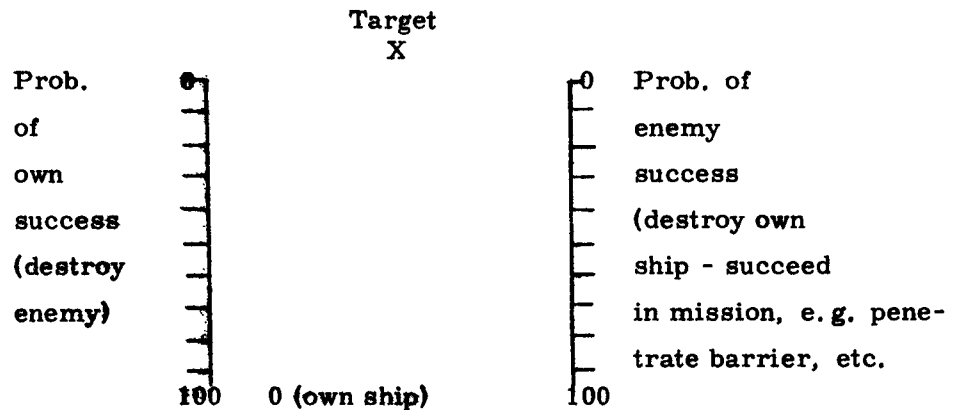 Target
X
Prob.
of
own
success
(destroy
enemy)
0
100
0 (own ship)
0
100
Prob. of
enemy
success
(destroy own
ship - succeed
in mission, e.g. pene-
trate barrier, etc.